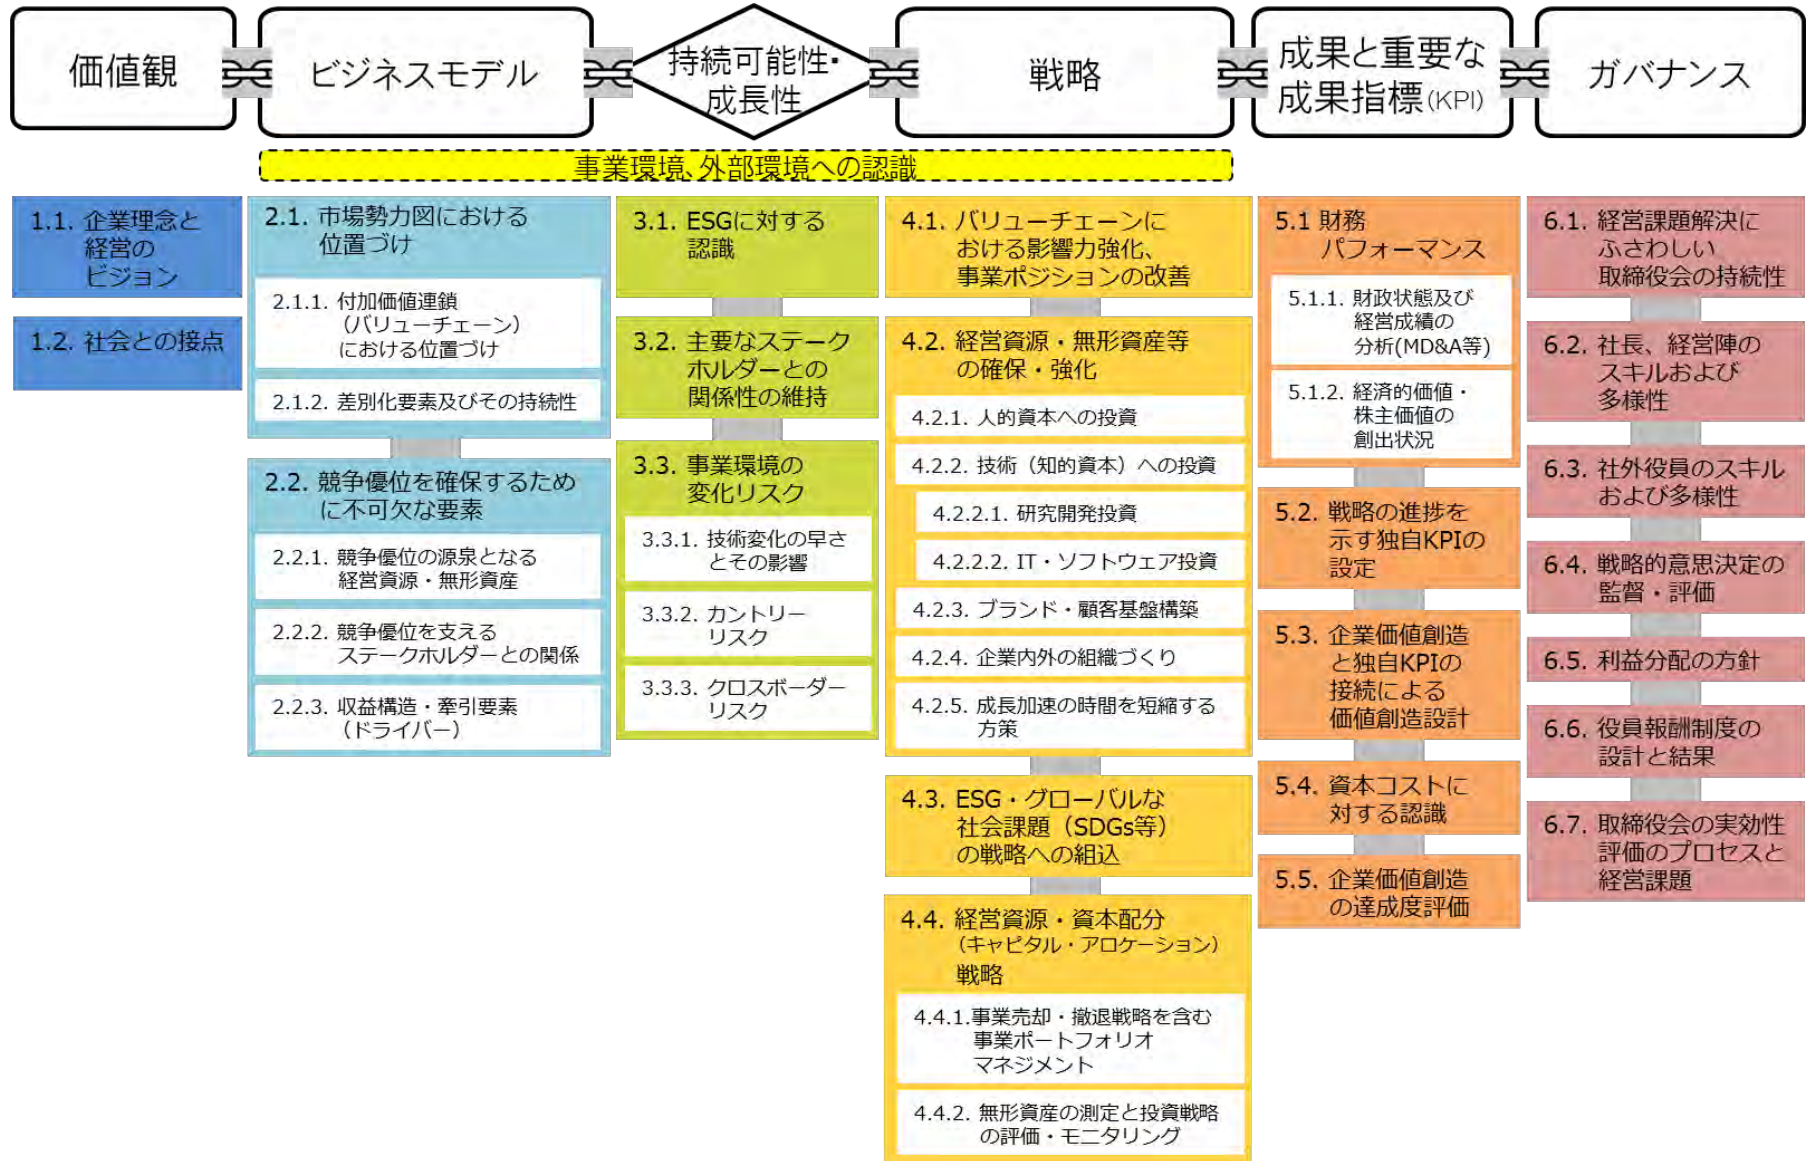 価値観
ビジネスモデル
持続可能性・
成長性
戦略
成果と重要な
成果指標(KPI)
ガバナンス
事業環境、外部環境への認識
1.1. 企業理念と
経営の
ビジョン
1.2. 社会との接点
2.1. 市場勢力図における
位置づけ
2.1.1. 付加価値連鎖
（バリューチェーン）
における位置づけ
2.1.2. 差別化要素及びその持続性
2.2. 競争優位を確保するため
に不可欠な要素
2.2.1. 競争優位の源泉となる
経営資源・無形資産
2.2.2. 競争優位を支える
ステークホルダーとの関係
2.2.3. 収益構造・牽引要素
（ドライバー）
3.1. ESGに対する
認識
3.2. 主要なステーク
ホルダーとの
関係性の維持
3.3. 事業環境の
変化リスク
3.3.1. 技術変化の早さ
とその影響
3.3.2. カントリー
リスク
3.3.3. クロスボーダー
リスク
4.1. バリューチェーンに
おける影響力強化、
事業ポジションの改善
4.2. 経営資源・無形資産等
の確保・強化
4.2.1. 人的資本への投資
4.2.2. 技術（知的資本）への投資
4.2.2.1. 研究開発投資
4.2.2.2. IT・ソフトウェア投資
4.2.3. ブランド・顧客基盤構築
4.2.4. 企業内外の組織づくり
4.2.5. 成長加速の時間を短縮する
方策
4.3. ESG・グローバルな
社会課題（SDGs等）
の戦略への組込
4.4. 経営資源・資本配分
（キャピタル・アロケーション）
戦略
4.4.1.事業売却・撤退戦略を含む
事業ポートフォリオ
マネジメント
4.4.2. 無形資産の測定と投資戦略
の評価・モニタリング
5.1 財務
パフォーマンス
5.1.1. 財政状態及び
経営成績の
分析(MD&A等)
5.1.2. 経済的価値・
株主価値の
創出状況
5.2. 戦略の進捗を
示す独自KPIの
設定
5.3. 企業価値創造
と独自KPIの
接続による
価値創造設計
5.4. 資本コストに
対する認識
5.5. 企業価値創造
の達成度評価
6.1. 経営課題解決に
ふさわしい
取締役会の持続性
6.2. 社長、経営陣の
スキルおよび
多様性
6.3. 社外役員のスキル
および多様性
6.4. 戦略的意思決定の
監督・評価
6.5. 利益分配の方針
6.6. 役員報酬制度の
設計と結果
6.7. 取締役会の実効性
評価のプロセスと
経営課題